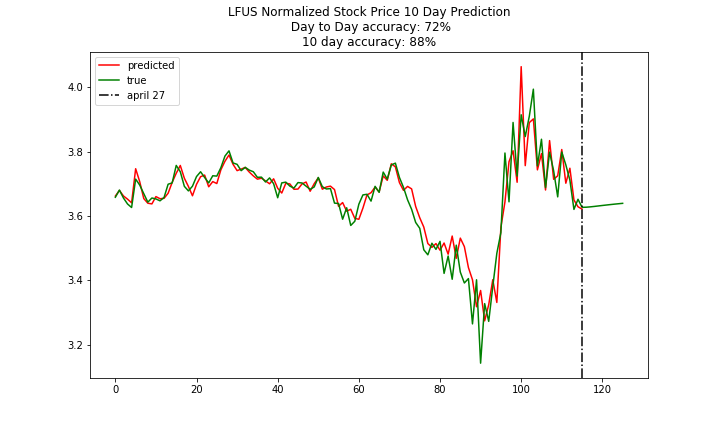 LFUS Normalized Stock Price 10 Day Prediction
Day to Day accuracy: 72%
10 day accuracy: 88%
predicted
true
april 27
4.0
3.8
3.6
3.4
3.2
0 20 40 60 80 100 120